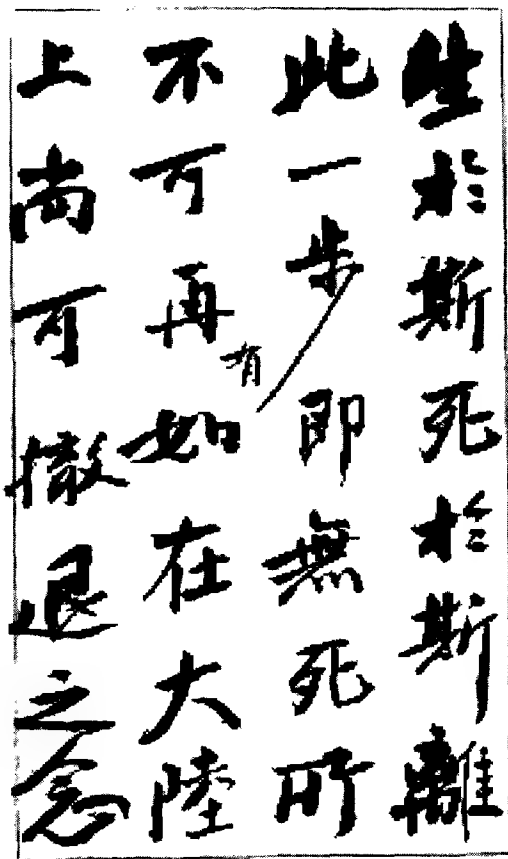 生於斯死於斯離
此一步即無死所
不可再有如在大陸
上尚可撤退之念